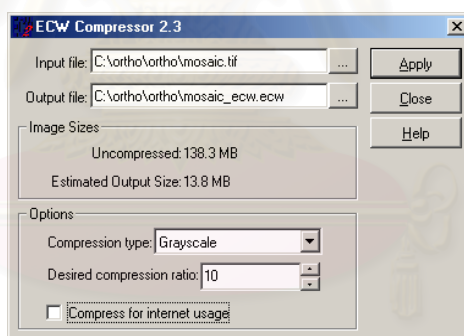 ECW Compressor 2.3
Input file: C:\ortho\ortho\mosaic.tif ... Apply
Output file: C:\ortho\ortho\mosaic_ecw.ecw ... Close
Help
Image Sizes
Uncompressed: 138.3 MB
Estimated Output Size: 13.8 MB
Options
Compression type: Grayscale
Desired compression ratio: 10
Compress for internet usage